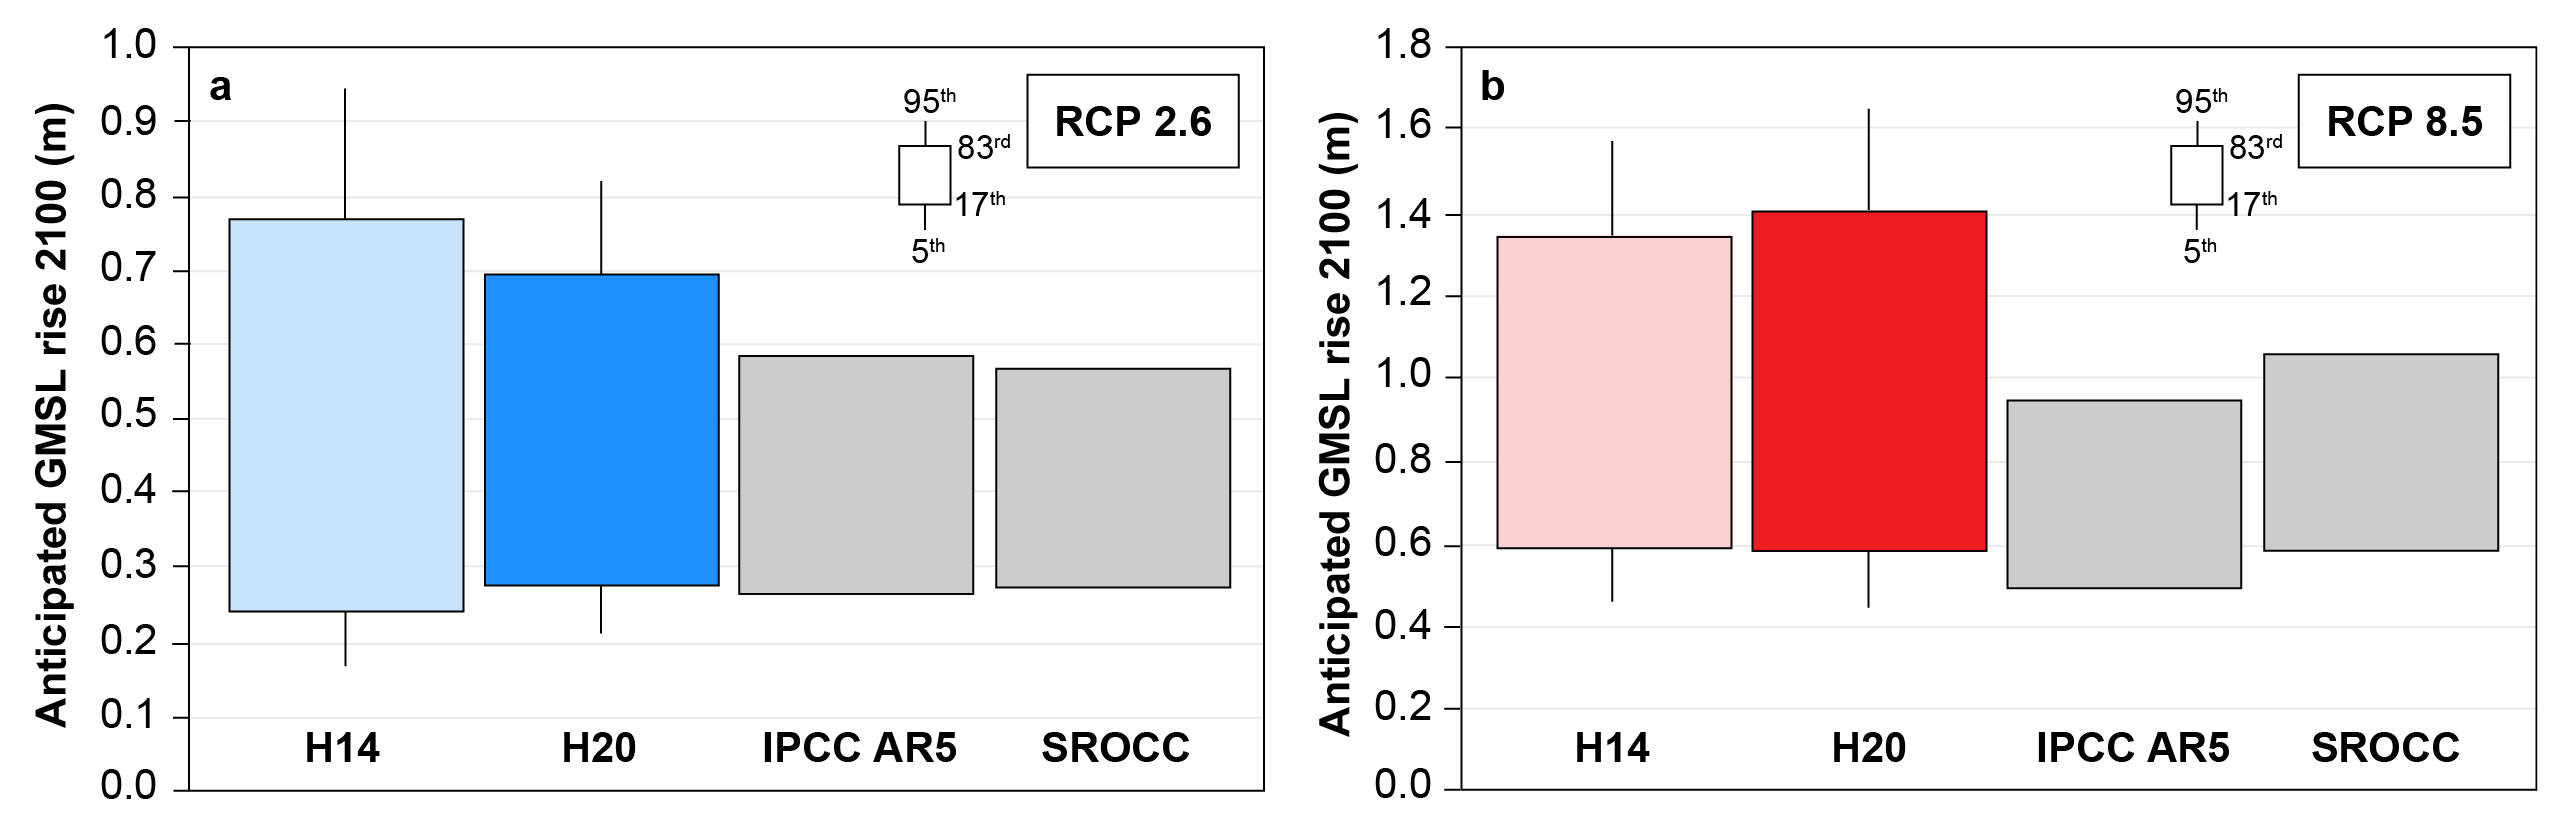 Anticipated GMSL rise 2100 (m)
1.0
0.9
0.8
0.7
0.6
0.5
0.4
0.3
0.2
0.1
0.0
a
95th
83rd
17th
5th
RCP 2.6
H14 H20 IPCC AR5 SROCC
Anticipated GMSL rise 2100 (m)
1.8
1.6
1.4
1.2
1.0
0.8
0.6
0.4
0.2
0.0
b
95th
83rd
17th
5th
RCP 8.5
H14 H20 IPCC AR5 SROCC